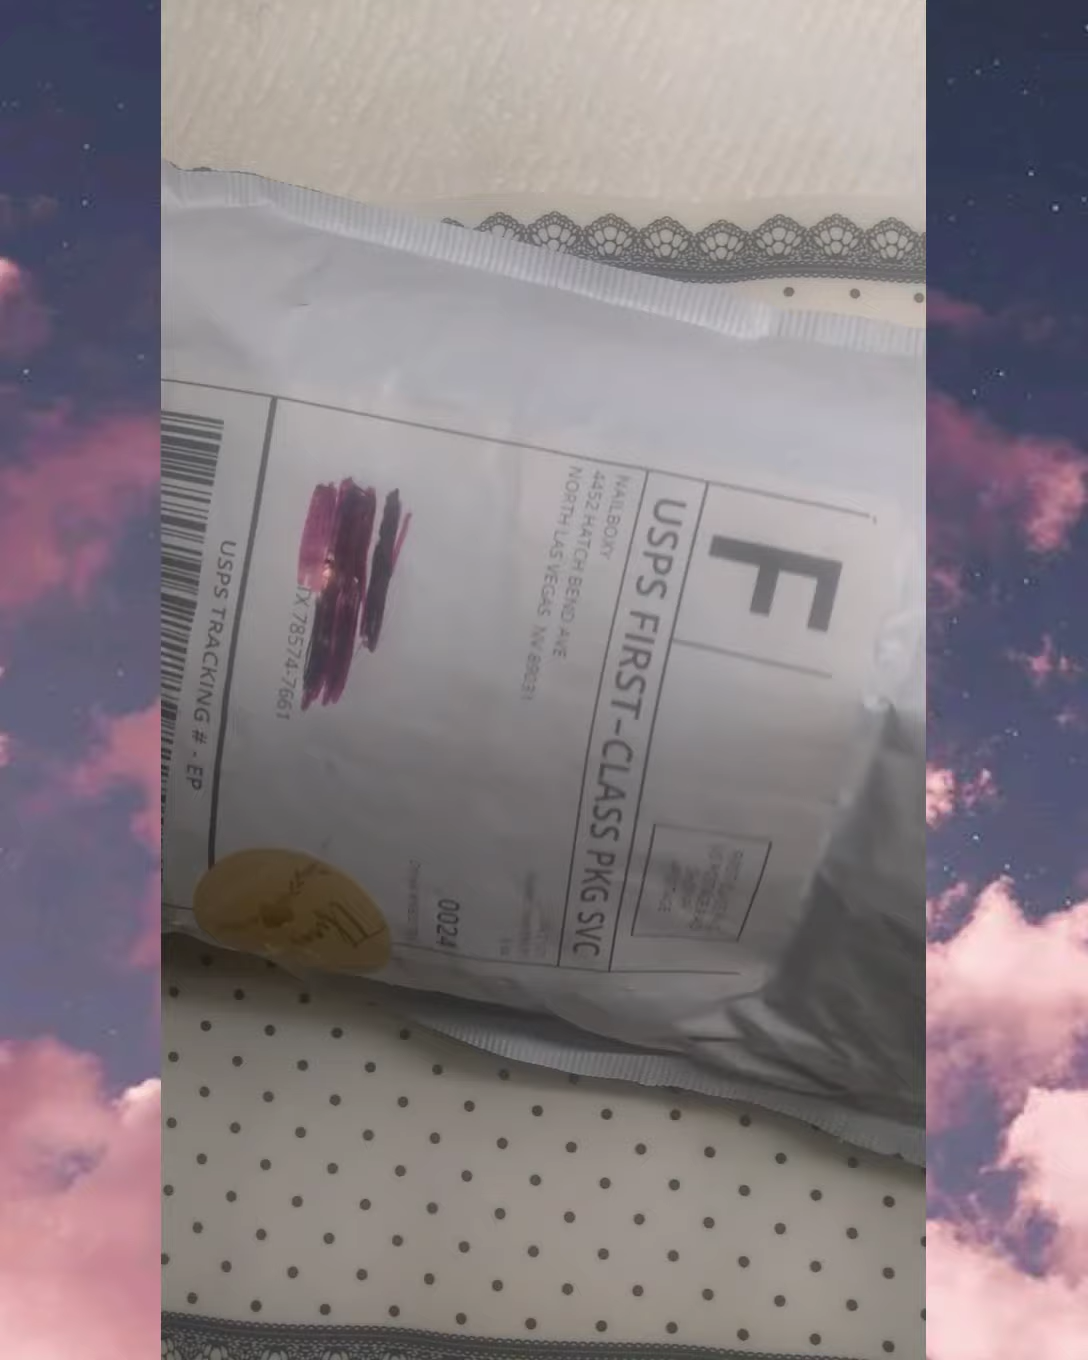 F
USPS FIRST-CLASS PKG SVC
NAILBOXY
4452 HATCH BEND AVE
NORTH LAS VEGAS NV 89031
0024
TX 78574-7661
USPS TRACKING # - EP